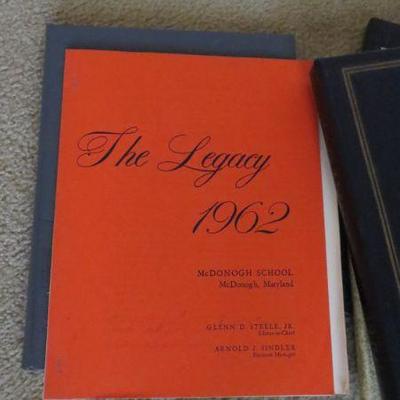 The Legacy
1962
McDONOGH SCHOOL
McDonogh, Maryland
GLENN D. STEELE, JR.
Editor-in-Chief
ARNOLD J. SINDLER
Business Manager